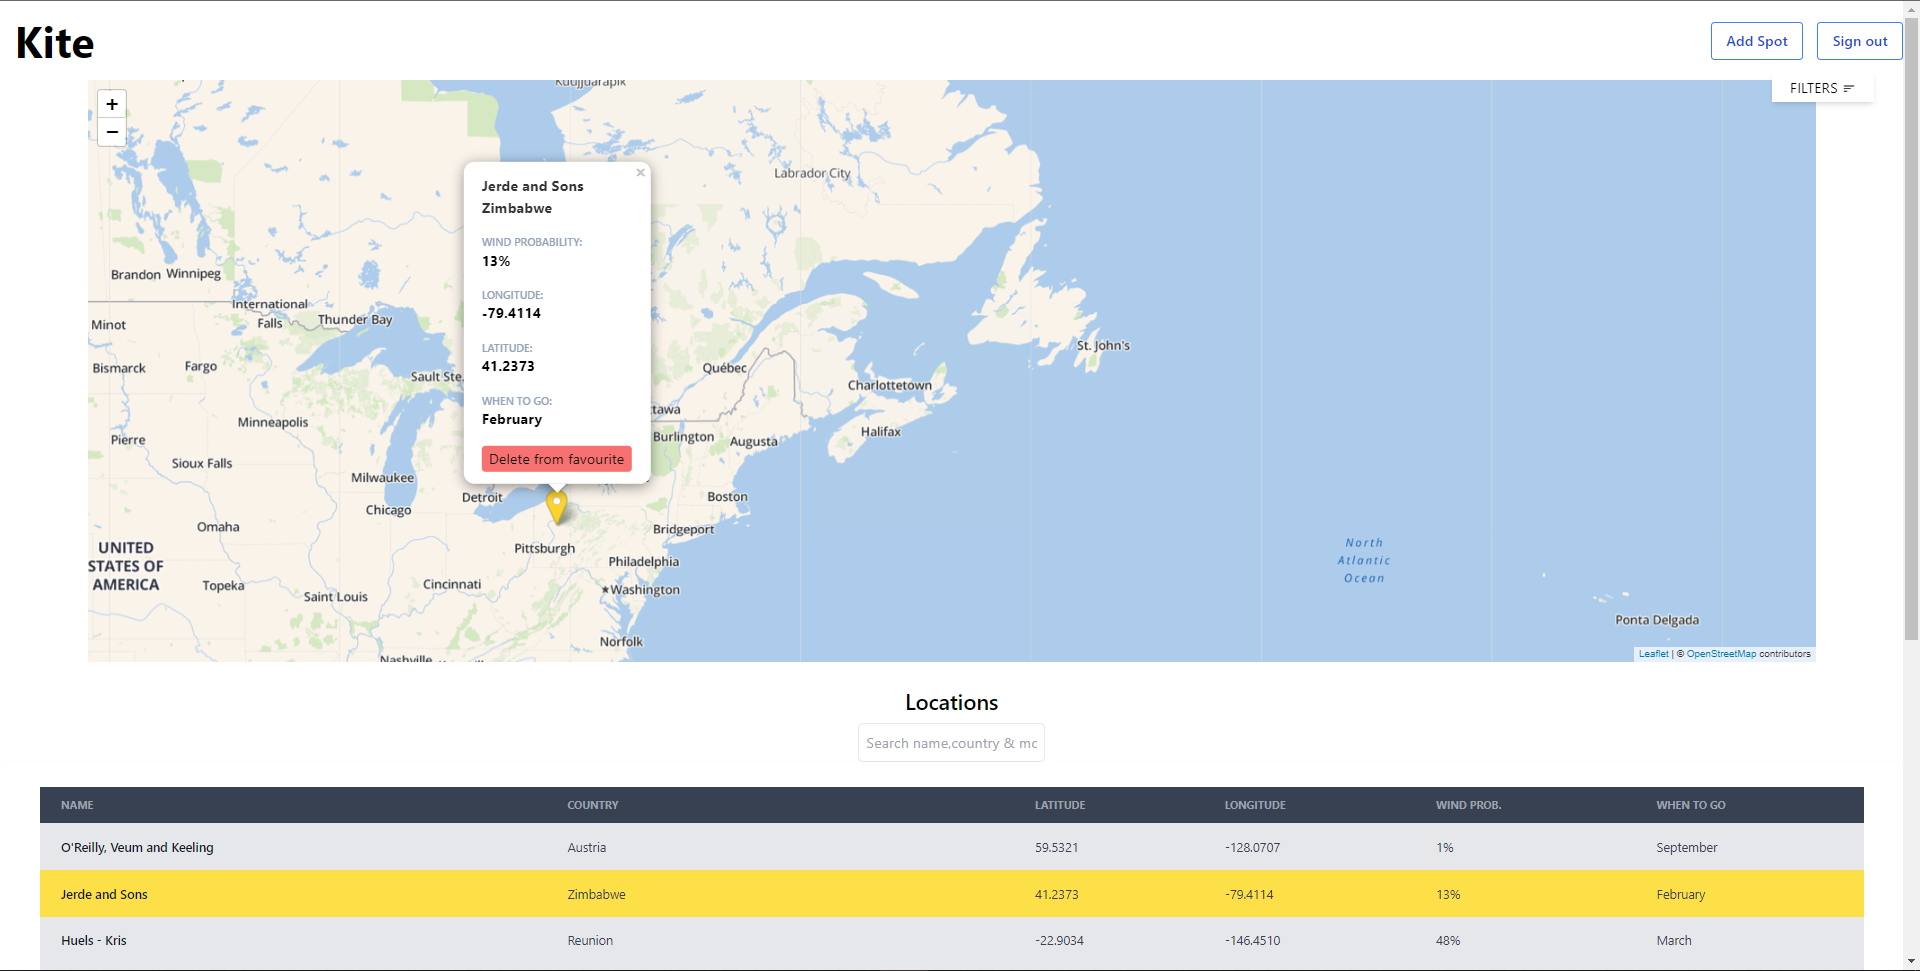 Kite
Add Spot
Sign out
FILTERS
+
−
Kuujjuarapik
Labrador City
×
Jerde and Sons
Zimbabwe
WIND PROBABILITY:
13%
LONGITUDE:
-79.4114
LATITUDE:
41.2373
WHEN TO GO:
February
Delete from favourite
Brandon
Winnipeg
International
Falls
Thunder Bay
Minot
St. John's
Bismarck
Fargo
Sault Ste.
Québec
Charlottetown
tawa
Minneapolis
Halifax
Pierre
Burlington
Augusta
Sioux Falls
Milwaukee
Detroit
Boston
Chicago
Omaha
Bridgeport
UNITED
STATES OF
AMERICA
Pittsburgh
Philadelphia
North
Atlantic
Ocean
Topeka
Cincinnati
Saint Louis
★Washington
Norfolk
Ponta Delgada
Nashville
Leaflet | © OpenStreetMap contributors
Locations
Search name,country & mc
NAME COUNTRY LATITUDE LONGITUDE WIND PROB. WHEN TO GO
O'Reilly, Veum and Keeling Austria 59.5321 -128.0707 1% September
Jerde and Sons Zimbabwe 41.2373 -79.4114 13% February
Huels - Kris Reunion -22.9034 -146.4510 48% March